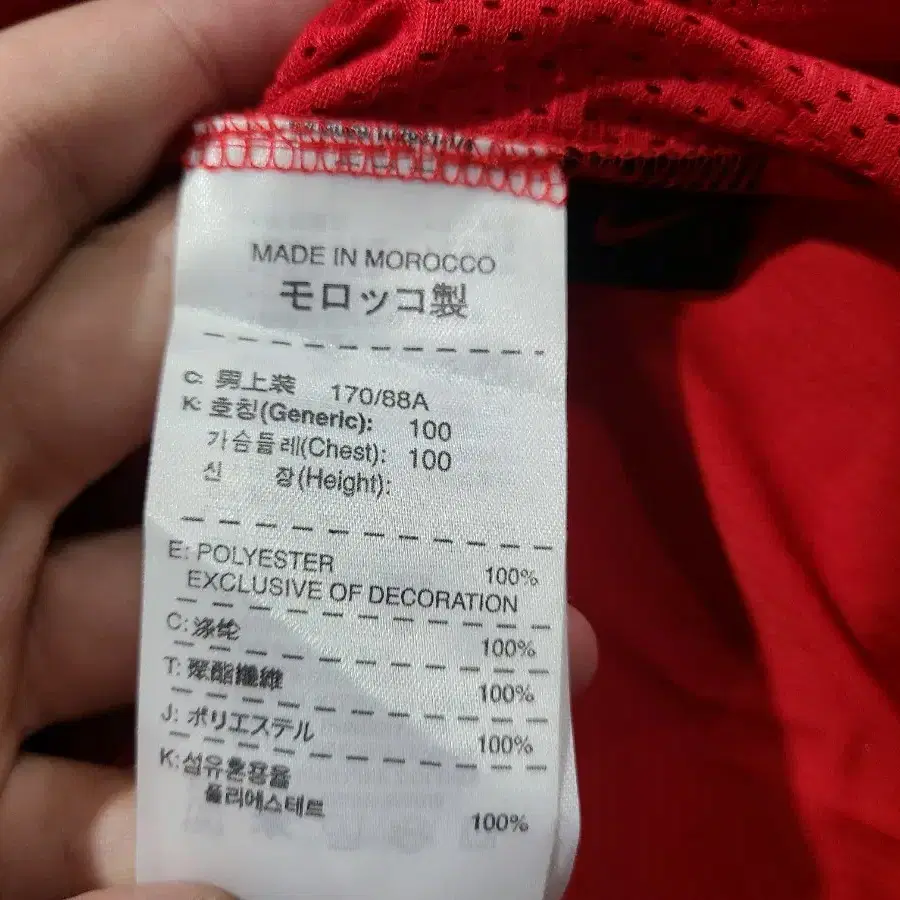 MADE IN MOROCCO
モロッコ製
C: 男上装 170/88A
K: 호칭(Generic): 100
가슴둘레(Chest): 100
신 장(Height):
E: POLYESTER 100%
EXCLUSIVE OF DECORATION
C: 涤纶 100%
T: 聚酯纖維 100%
J: ポリエステル 100%
K: 섬유혼용율
폴리에스테르 100%